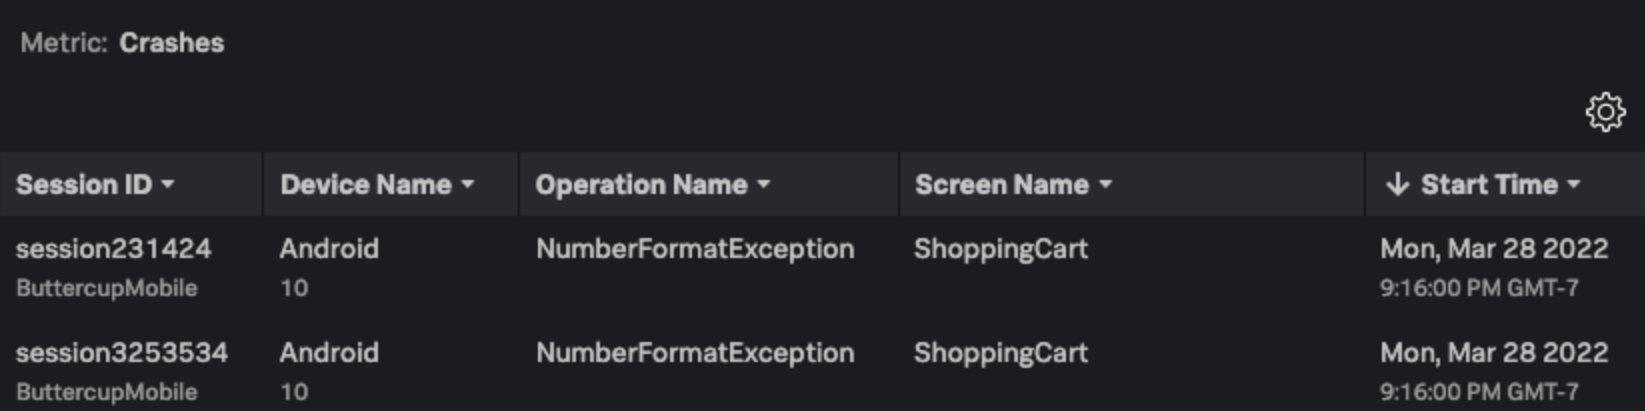 Metric: Crashes
Session ID Device Name Operation Name Screen Name Start Time
session231424 Android NumberFormatException ShoppingCart Mon, Mar 28 2022
ButtercupMobile 10 9:16:00 PM GMT-7
session3253534 Android NumberFormatException ShoppingCart Mon, Mar 28 2022
ButtercupMobile 10 9:16:00 PM GMT-7